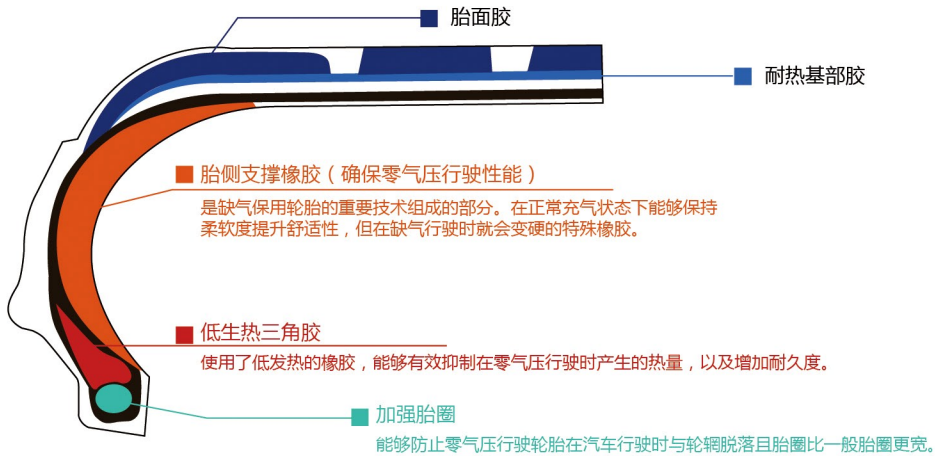 胎面胶
耐热基部胶
胎侧支撑橡胶（确保零气压行驶性能）
是缺气保用轮胎的重要技术组成的部分。在正常充气状态下能够保持
柔软度提升舒适性，但在缺气行驶时就会变硬的特殊橡胶。
低生热三角胶
使用了低发热的橡胶，能够有效抑制在零气压行驶时产生的热量，以及增加耐久度。
加强胎圈
能够防止零气压行驶轮胎在汽车行驶时与轮辋脱落且胎圈比一般胎圈更宽。